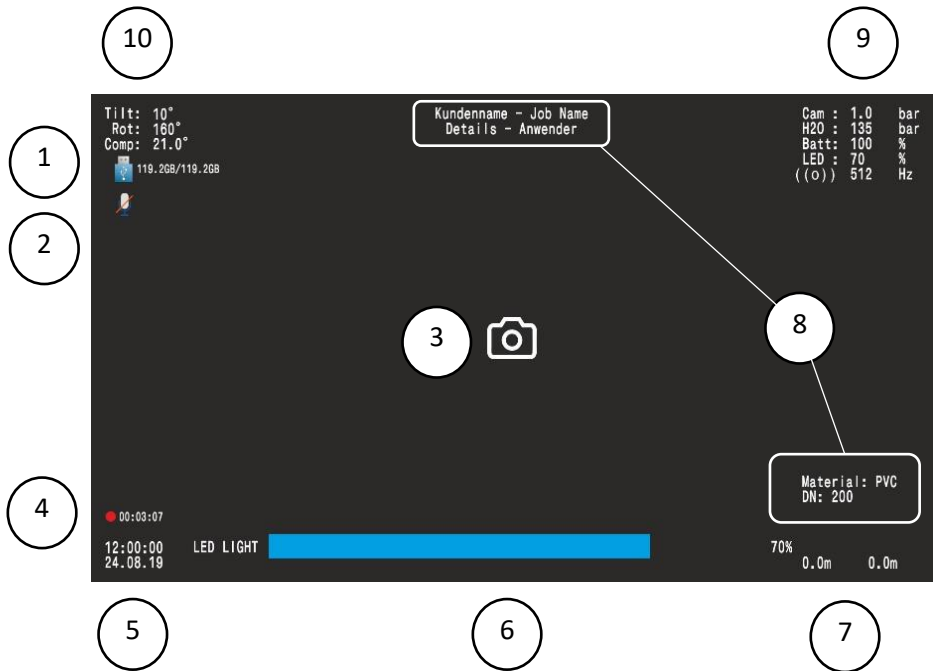 10
9
Tilt: 10°
Rot: 160°
Comp: 21.0°
119.2GB/119.2GB
Kundenname - Job Name
Details - Anwender
Cam : 1.0 bar
H2O : 135 bar
Batt: 100 %
LED : 70 %
((o)) 512 Hz
1
2
3
8
4
Material: PVC
DN: 200
00:03:07
12:00:00
24.08.19
LED LIGHT
70%
0.0m 0.0m
5
6
7